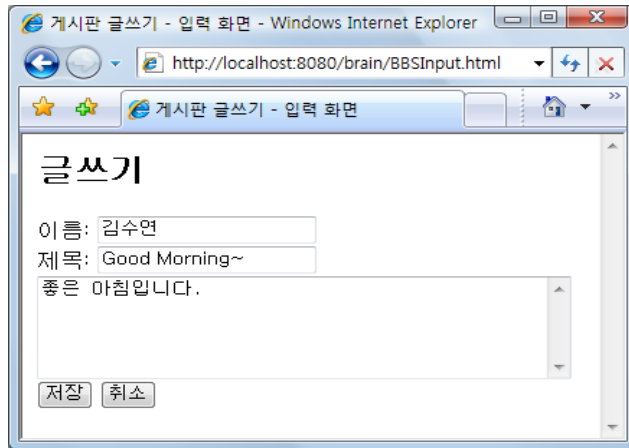 게시판 글쓰기 - 입력 화면 - Windows Internet Explorer
http://localhost:8080/brain/BBSInput.html
게시판 글쓰기 - 입력 화면
글쓰기
이름: 김수연
제목: Good Morning~
좋은 아침입니다.
저장 취소